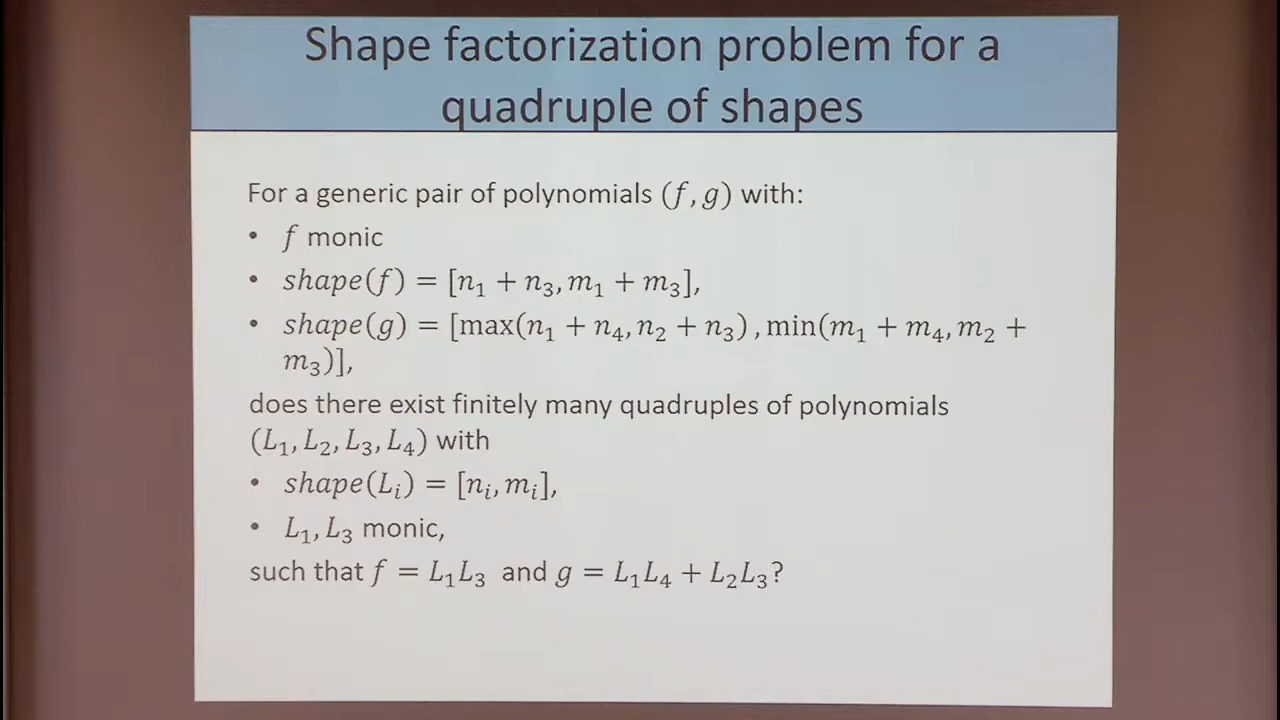 Shape factorization problem for a
quadruple of shapes
For a generic pair of polynomials (f, g) with:
• f monic
• shape(f) = [n₁ + n₃, m₁ + m₃],
• shape(g) = [max(n₁ + n₄, n₂ + n₃) , min(m₁ + m₄, m₂ +
m₃)],
does there exist finitely many quadruples of polynomials
(L₁, L₂, L₃, L₄) with
• shape(Lᵢ) = [nᵢ, mᵢ],
• L₁, L₃ monic,
such that f = L₁L₃ and g = L₁L₄ + L₂L₃?